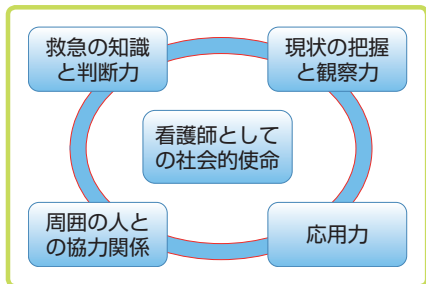 救急の知識
と判断力
現状の把握
と観察力
看護師として
の社会的使命
周囲の人と
の協力関係
応用力